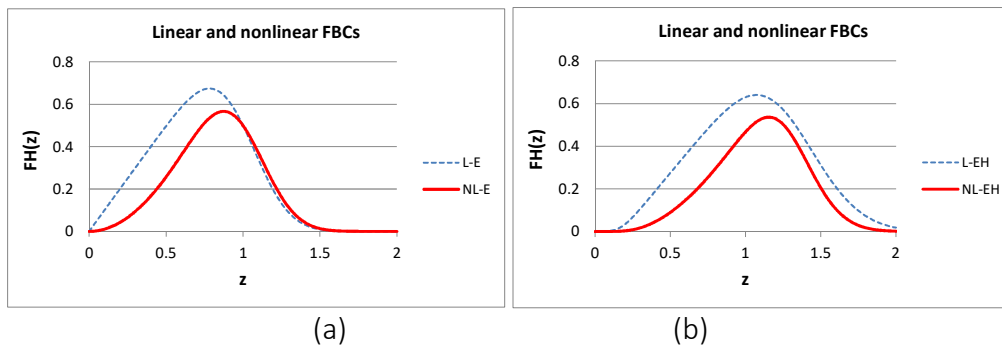 Linear and nonlinear FBCs
0.8
0.6
0.4
0.2
0
FH(z)
0 0.5 1 1.5 2
z
L-E
NL-E
(a)
Linear and nonlinear FBCs
0.8
0.6
0.4
0.2
0
FH(z)
0 0.5 1 1.5 2
z
L-EH
NL-EH
(b)